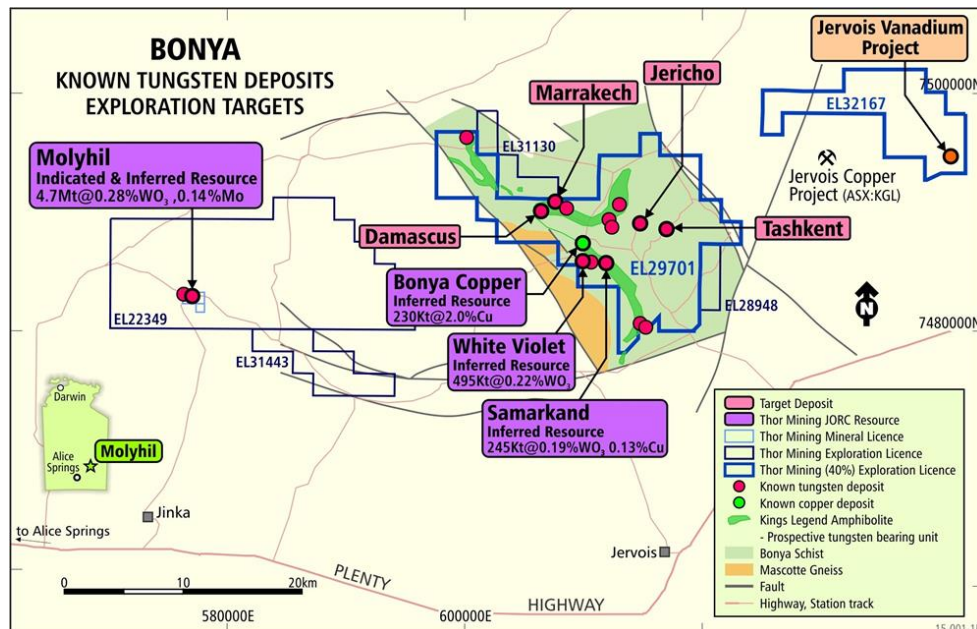 BONYA
KNOWN TUNGSTEN DEPOSITS
EXPLORATION TARGETS
Jervois Vanadium
Project
7500000N
EL32167
Jericho
Marrakech
EL31130
Jervois Copper
Project (ASX:KGL)
Molyhil
Indicated & Inferred Resource
4.7Mt@0.28%WO₃ ,0.14%Mo
Damascus
Tashkent
EL29701
Bonya Copper
Inferred Resource
230Kt@2.0%Cu
EL28948
N
EL22349
7480000N
White Violet
Inferred Resource
495Kt@0.22%WO₃
EL31443
Samarkand
Inferred Resource
245Kt@0.19%WO₃ 0.13%Cu
Darwin
Alice
Springs
Molyhil
Jinka
to Alice Springs
Jervois
PLENTY
HIGHWAY
0 10 20km
580000E
600000E
Target Deposit
Thor Mining JORC Resource
Thor Mining Mineral Licence
Thor Mining Exploration Licence
Thor Mining (40%) Exploration Licence
Known tungsten deposit
Known copper deposit
Kings Legend Amphibolite
- Prospective tungsten bearing unit
Bonya Schist
Mascotte Gneiss
Fault
Highway, Station track